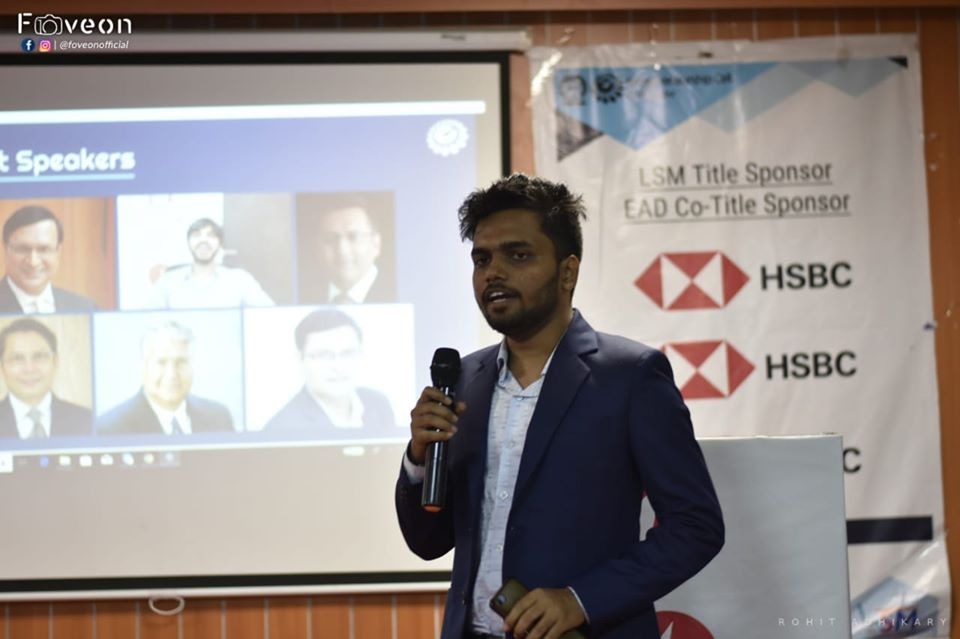 Foveon
| @foveonofficial
t Speakers
LSM Title Sponsor
EAD Co-Title Sponsor
HSBC
HSBC
C
ROHIT ADHIKARY